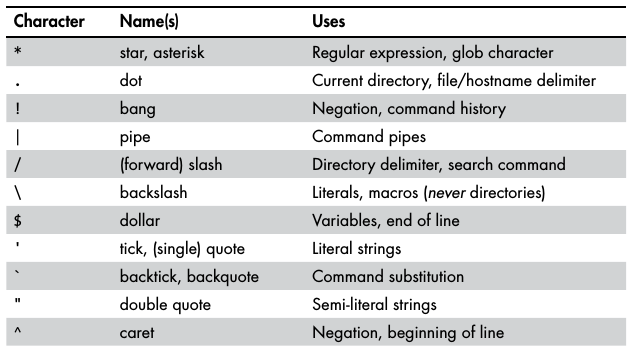 Character Name(s) Uses
* star, asterisk Regular expression, glob character
. dot Current directory, file/hostname delimiter
! bang Negation, command history
| pipe Command pipes
/ (forward) slash Directory delimiter, search command
\ backslash Literals, macros (never directories)
$ dollar Variables, end of line
' tick, (single) quote Literal strings
` backtick, backquote Command substitution
" double quote Semi-literal strings
^ caret Negation, beginning of line